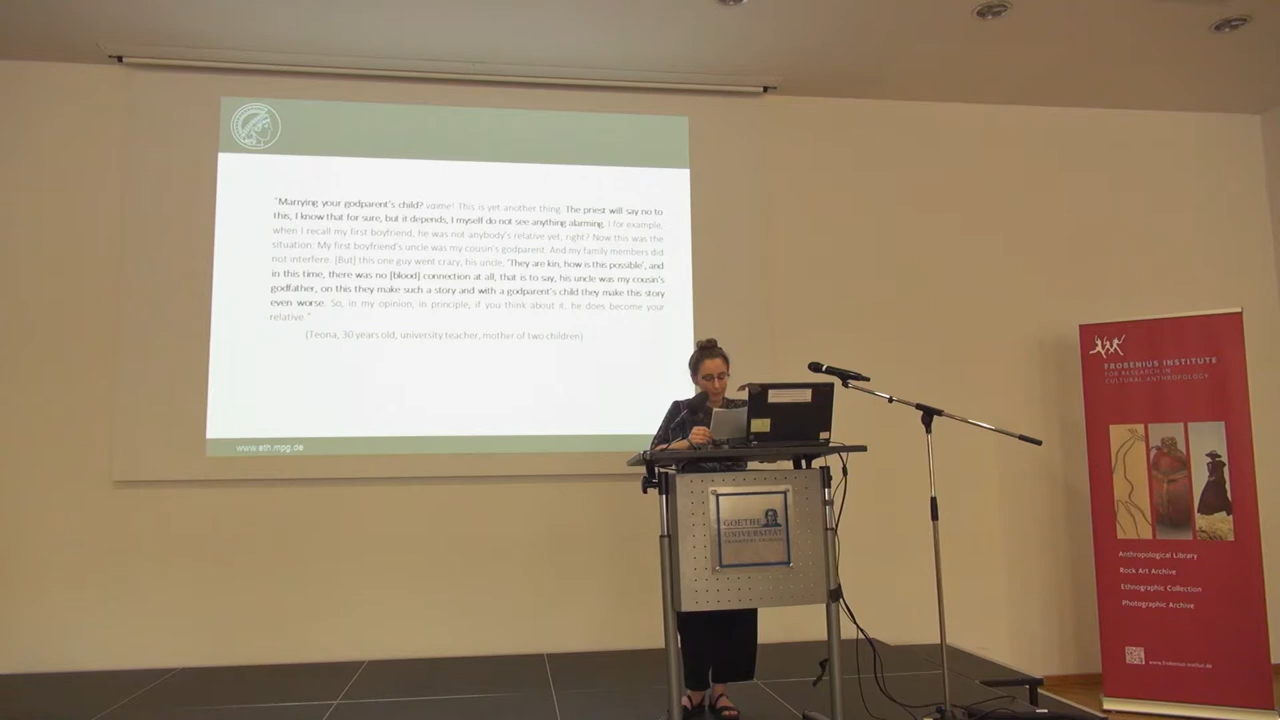 "Marrying your godparent's child? vaime! This is yet another thing. The priest will say no to
this, I know that for sure, but it depends, I myself do not see anything alarming. I for example,
when I recall my first boyfriend, he was not anybody's relative yet, right? Now this was the
situation: My first boyfriend's uncle was my cousin's godparent. And my family members did
not interfere. [But] this one guy went crazy, his uncle, 'They are kin, how is this possible', and
in this time, there was no [blood] connection at all, that is to say, his uncle was my cousin's
godfather, on this they make such a story and with a godparent's child they make this story
even worse. So, in my opinion, in principle, if you think about it, he does become your
relative."
(Teona, 30 years old, university teacher, mother of two children)
www.eth.mpg.de
GOETHE
UNIVERSITÄT
FROBENIUS INSTITUTE
FOR RESEARCH IN
CULTURAL ANTHROPOLOGY
Anthropological Library
Rock Art Archive
Ethnographic Collection
Photographic Archive
www.frobenius-institut.de